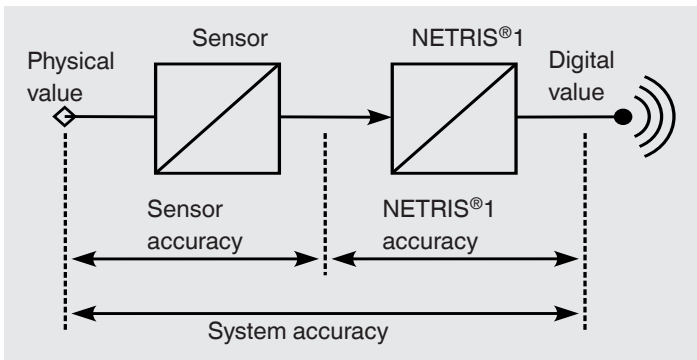 Sensor
NETRIS®1
Physical
value
Digital
value
Sensor
accuracy
NETRIS®1
accuracy
System accuracy